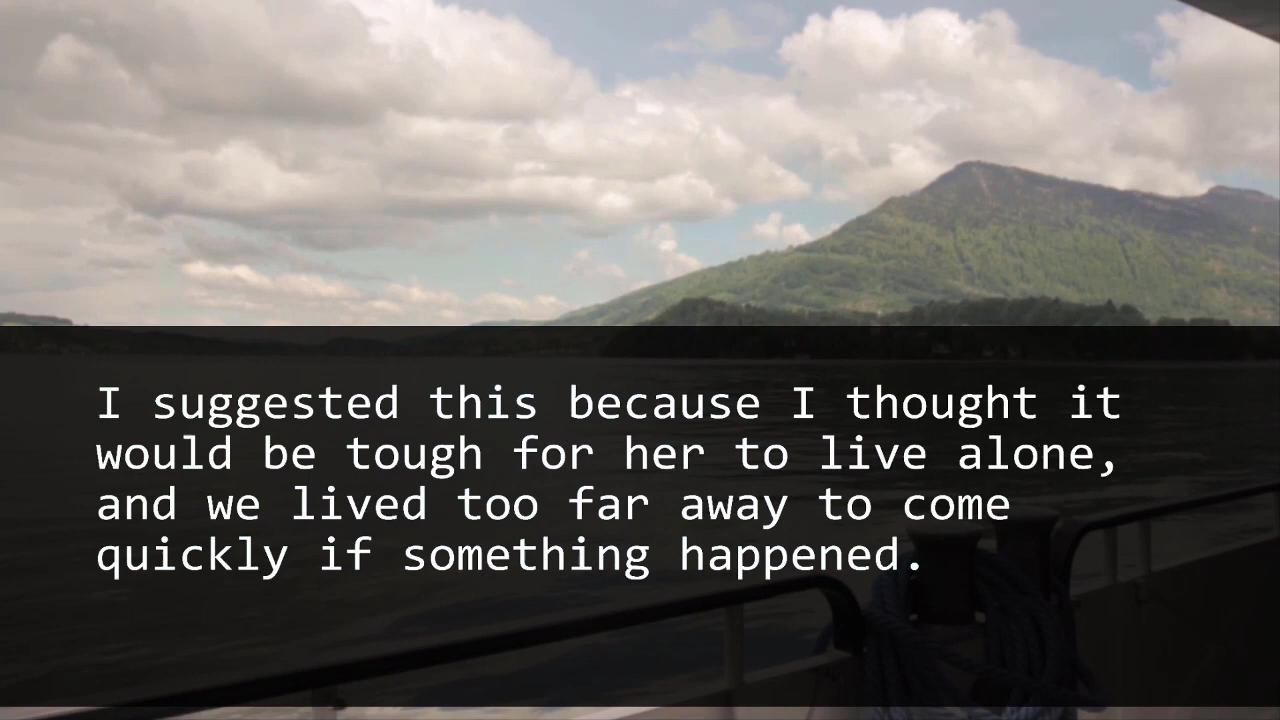 I suggested this because I thought it
would be tough for her to live alone,
and we lived too far away to come
quickly if something happened.